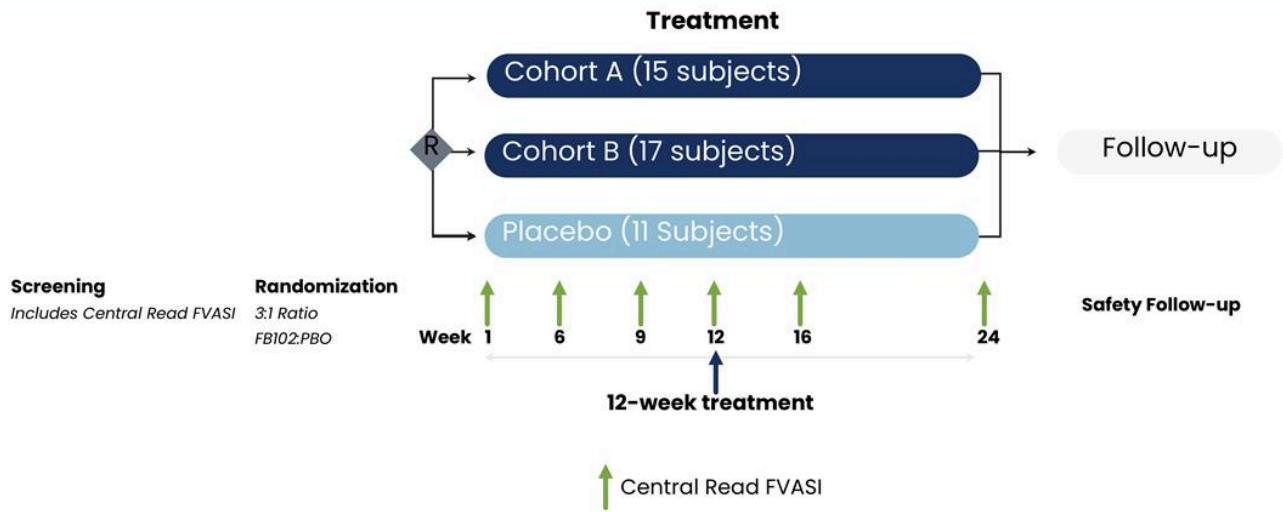 Treatment
Cohort A (15 subjects)
R
Cohort B (17 subjects)
Follow-up
Placebo (11 Subjects)
Screening
Includes Central Read FVASI
Randomization
3:1 Ratio
FB102:PBO
Week 1 6 9 12 16 24
Safety Follow-up
12-week treatment
Central Read FVASI